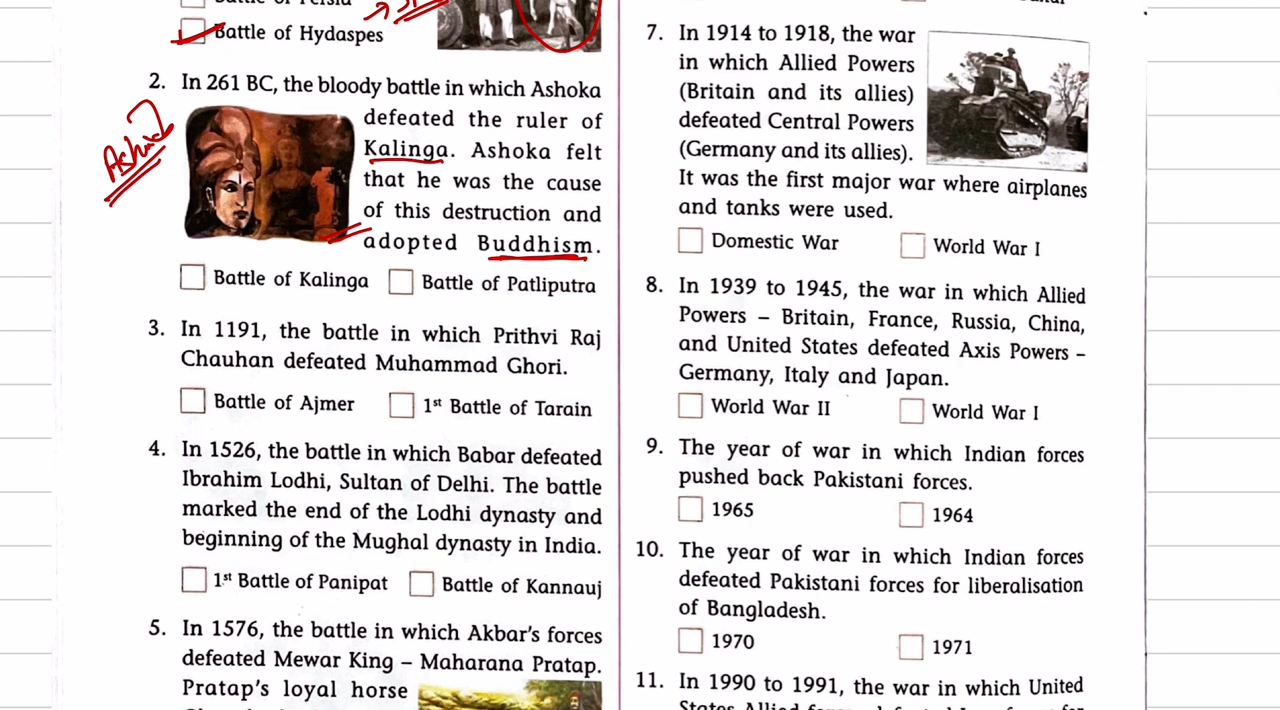 Battle of Hydaspes
2. In 261 BC, the bloody battle in which Ashoka
defeated the ruler of
Kalinga. Ashoka felt
that he was the cause
of this destruction and
adopted Buddhism.
Battle of Kalinga Battle of Patliputra
3. In 1191, the battle in which Prithvi Raj
Chauhan defeated Muhammad Ghori.
Battle of Ajmer 1st Battle of Tarain
4. In 1526, the battle in which Babar defeated
Ibrahim Lodhi, Sultan of Delhi. The battle
marked the end of the Lodhi dynasty and
beginning of the Mughal dynasty in India.
1st Battle of Panipat Battle of Kannauj
5. In 1576, the battle in which Akbar's forces
defeated Mewar King – Maharana Pratap.
Pratap's loyal horse
7. In 1914 to 1918, the war
in which Allied Powers
(Britain and its allies)
defeated Central Powers
(Germany and its allies).
It was the first major war where airplanes
and tanks were used.
Domestic War World War I
8. In 1939 to 1945, the war in which Allied
Powers – Britain, France, Russia, China,
and United States defeated Axis Powers –
Germany, Italy and Japan.
World War II World War I
9. The year of war in which Indian forces
pushed back Pakistani forces.
1965 1964
10. The year of war in which Indian forces
defeated Pakistani forces for liberalisation
of Bangladesh.
1970 1971
11. In 1990 to 1991, the war in which United